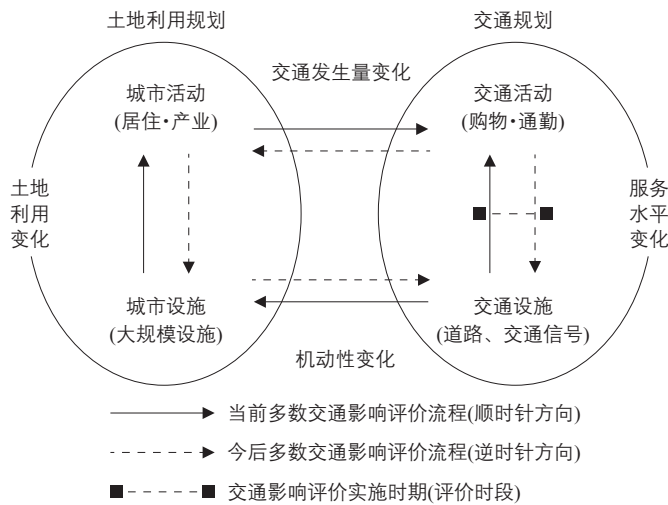 土地利用规划
交通规划
交通发生量变化
城市活动
(居住·产业)
交通活动
(购物·通勤)
土地
利用
变化
服务
水平
变化
城市设施
(大规模设施)
交通设施
(道路、交通信号)
机动性变化
当前多数交通影响评价流程(顺时针方向)
今后多数交通影响评价流程(逆时针方向)
交通影响评价实施时期(评价时段)